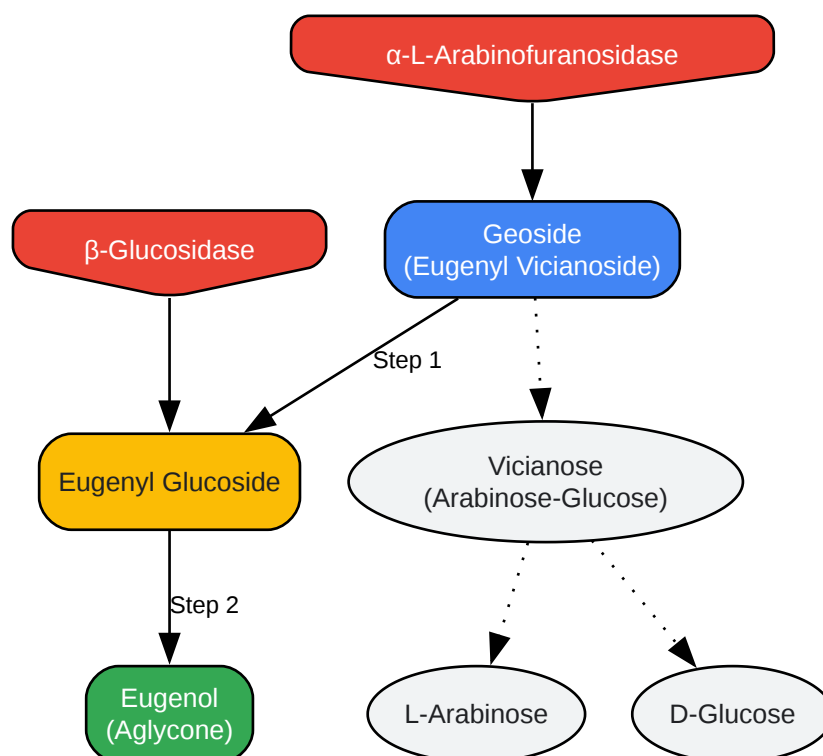 α-L-Arabinofuranosidase
β-Glucosidase
Geoside
(Eugenyl Vicianoside)
Step 1
Eugenyl Glucoside
Vicianose
(Arabinose-Glucose)
Step 2
Eugenol
(Aglycone)
L-Arabinose
D-Glucose